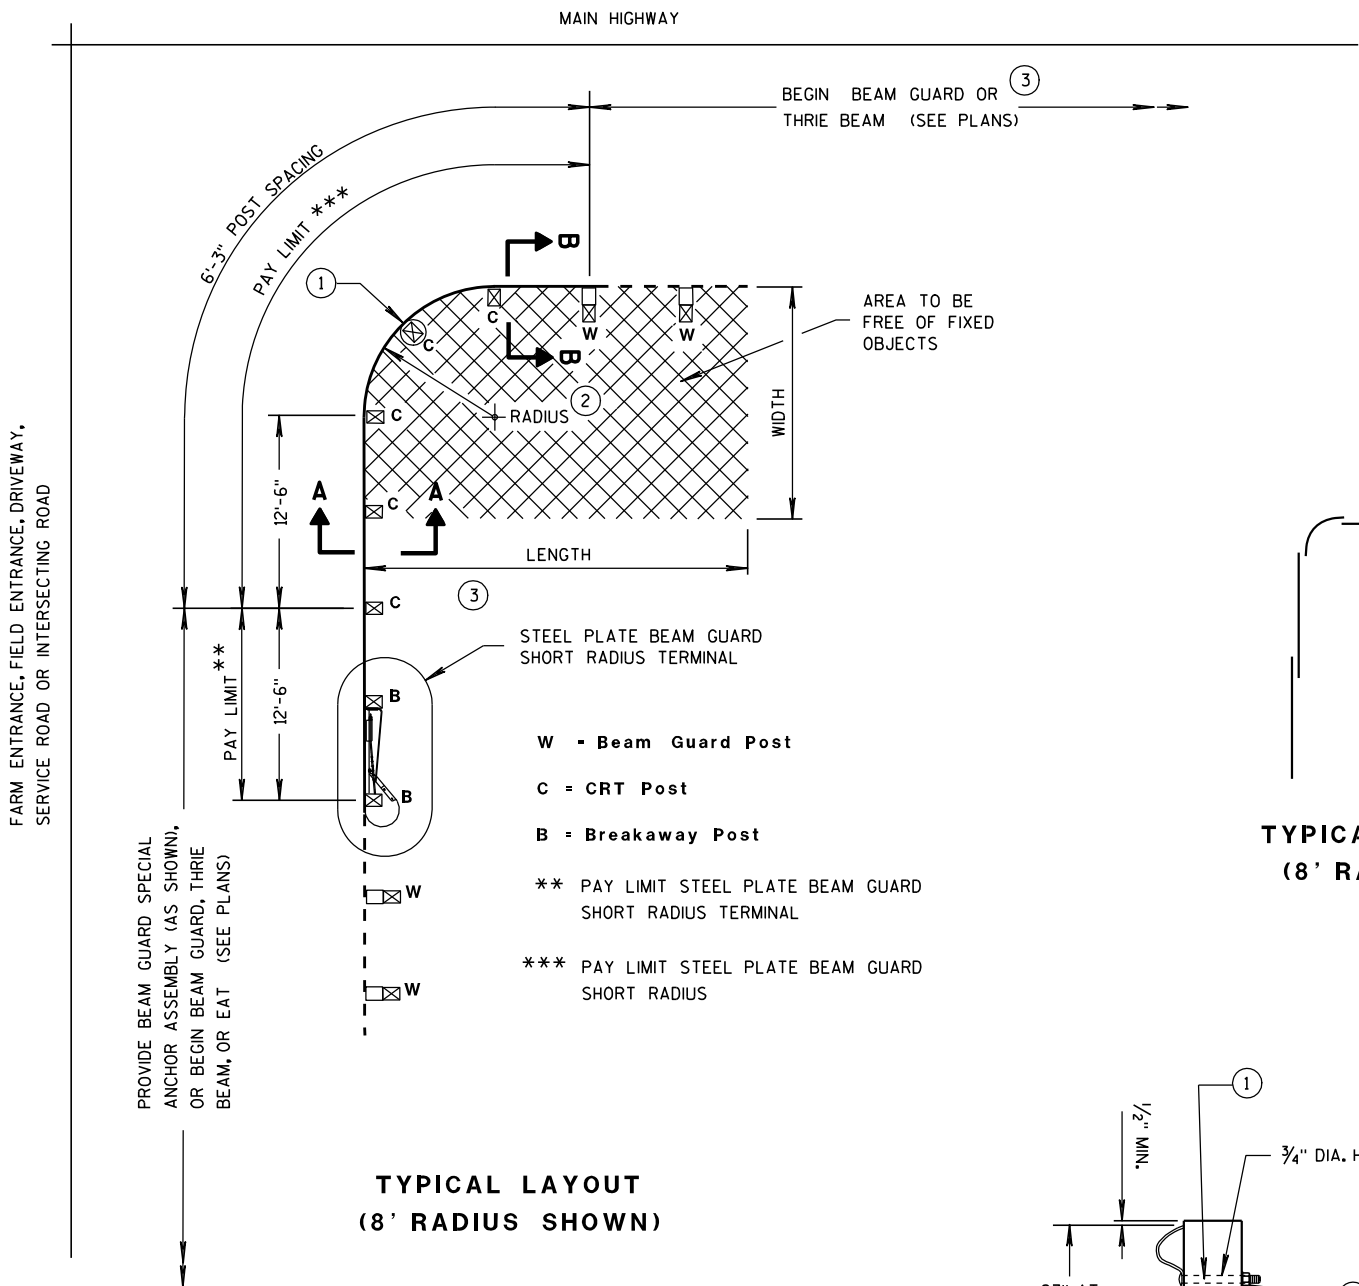 MAIN HIGHWAY
3
BEGIN BEAM GUARD OR
THRIE BEAM (SEE PLANS)
6'-3" POST SPACING
PAY LIMIT ***
B
1
C
W
W
AREA TO BE
FREE OF FIXED
OBJECTS
C
B
2
RADIUS
WIDTH
C
12'-6"
A
A
C
LENGTH
3
C
FARM ENTRANCE, FIELD ENTRANCE, DRIVEWAY,
SERVICE ROAD OR INTERSECTING ROAD
STEEL PLATE BEAM GUARD
SHORT RADIUS TERMINAL
PAY LIMIT **
12'-6"
B
B
W - Beam Guard Post
C = CRT Post
B = Breakaway Post
** PAY LIMIT STEEL PLATE BEAM GUARD
SHORT RADIUS TERMINAL
*** PAY LIMIT STEEL PLATE BEAM GUARD
SHORT RADIUS
W
W
PROVIDE BEAM GUARD SPECIAL
ANCHOR ASSEMBLY (AS SHOWN),
OR BEGIN BEAM GUARD, THRIE
BEAM, OR EAT (SEE PLANS)
TYPICAL LAYOUT
(8' RADIUS SHOWN)
TYPICA
(8' RA
1
1/2" MIN.
3/4" DIA. H